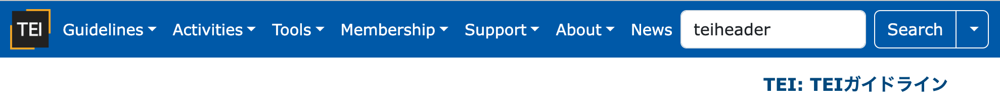 TEI Guidelines Activities Tools Membership Support About News teiheader Search
TEI: TEIガイドライン